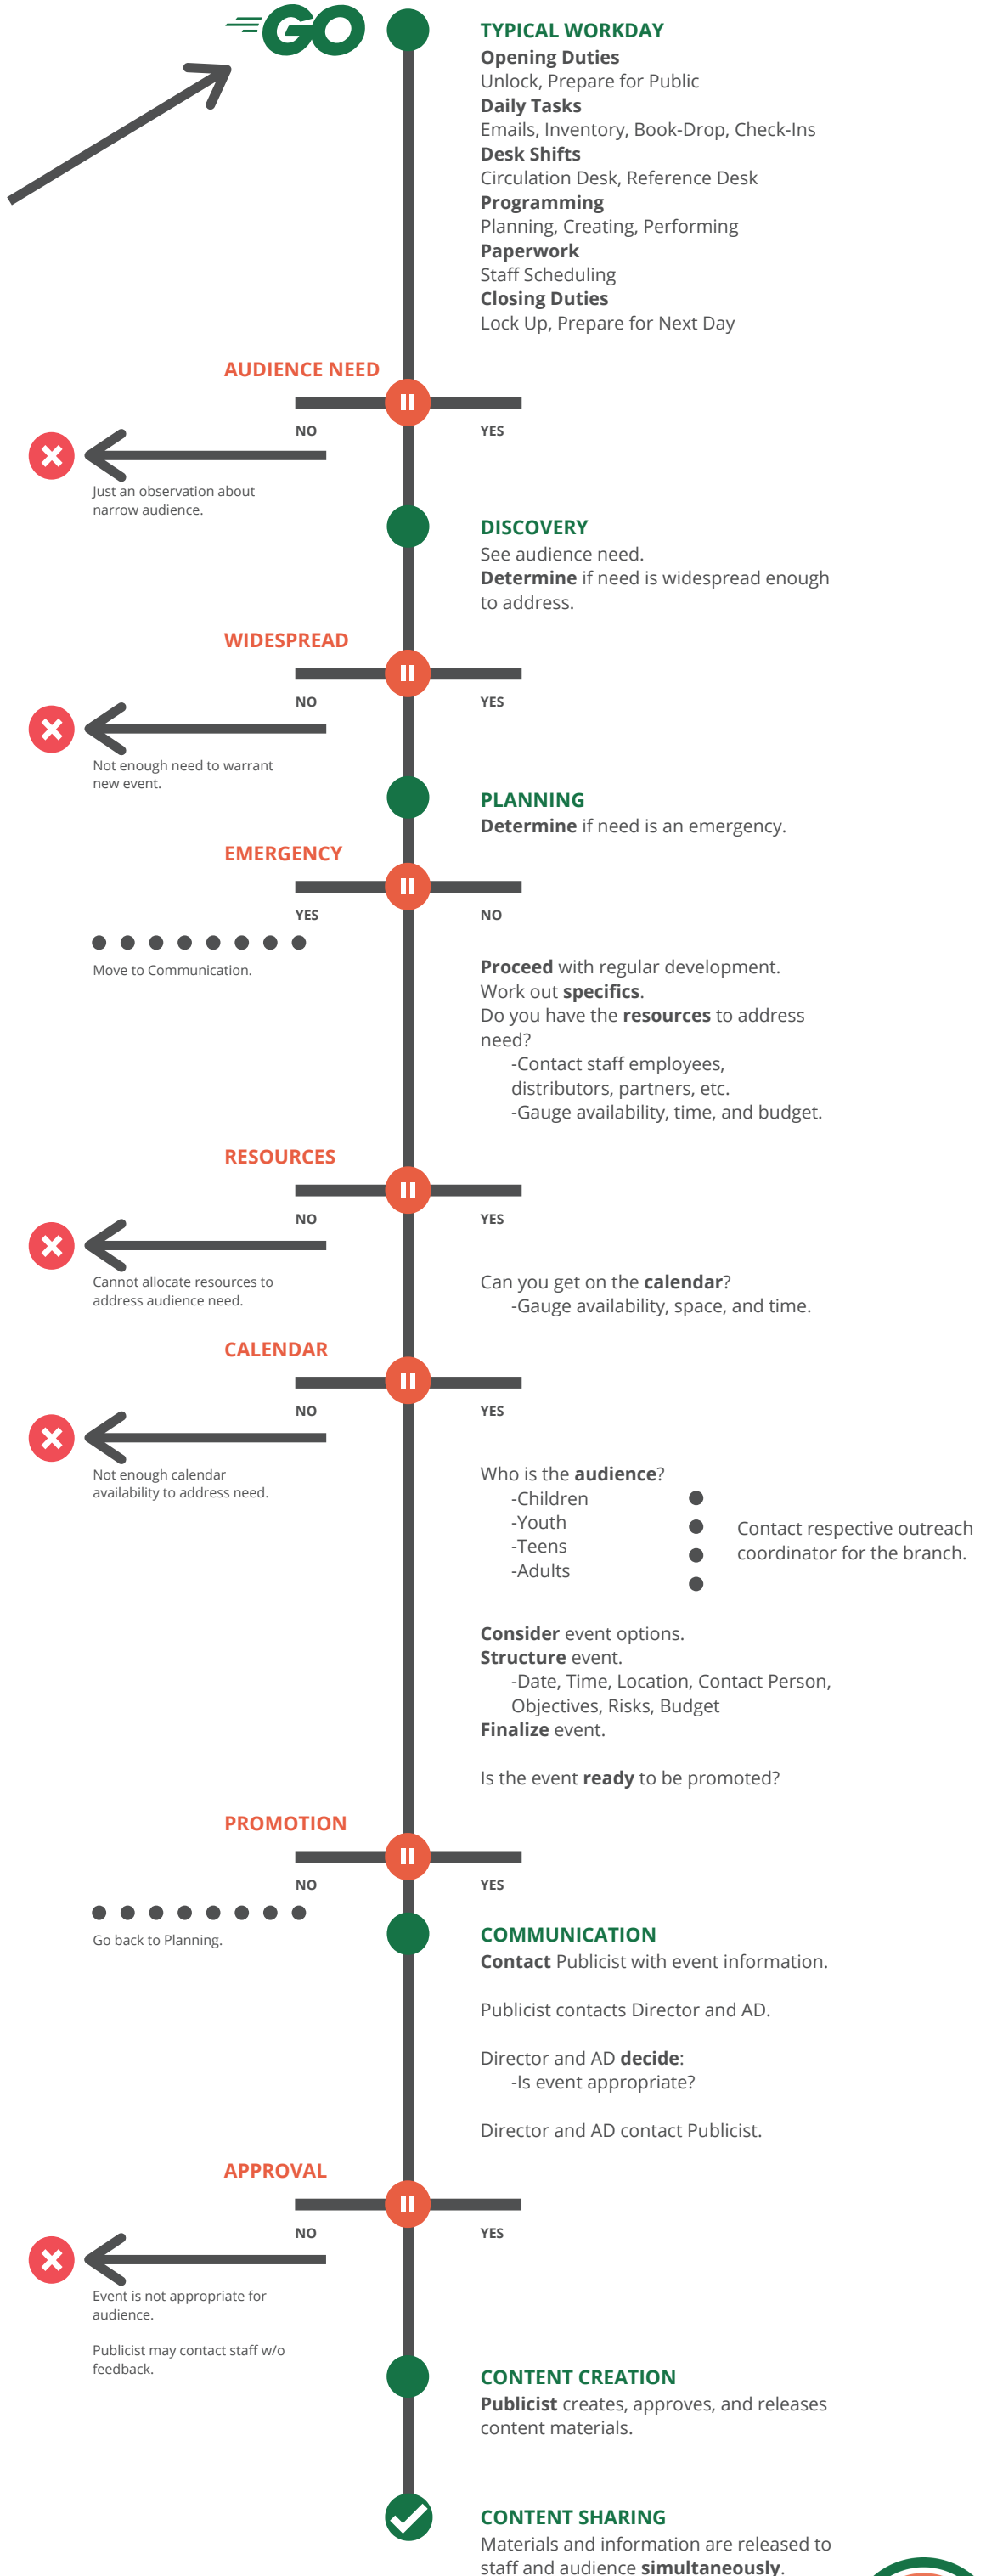 GO
TYPICAL WORKDAY
Opening Duties
Unlock, Prepare for Public
Daily Tasks
Emails, Inventory, Book-Drop, Check-Ins
Desk Shifts
Circulation Desk, Reference Desk
Programming
Planning, Creating, Performing
Paperwork
Staff Scheduling
Closing Duties
Lock Up, Prepare for Next Day
AUDIENCE NEED
NO
YES
Just an observation about
narrow audience.
DISCOVERY
See audience need.
Determine if need is widespread enough
to address.
WIDESPREAD
NO
YES
Not enough need to warrant
new event.
PLANNING
Determine if need is an emergency.
EMERGENCY
YES
NO
Move to Communication.
Proceed with regular development.
Work out specifics.
Do you have the resources to address
need?
-Contact staff employees,
distributors, partners, etc.
-Gauge availability, time, and budget.
RESOURCES
NO
YES
Cannot allocate resources to
address audience need.
Can you get on the calendar?
-Gauge availability, space, and time.
CALENDAR
NO
YES
Not enough calendar
availability to address need.
Who is the audience?
-Children
-Youth
-Teens
-Adults
Contact respective outreach
coordinator for the branch.
Consider event options.
Structure event.
-Date, Time, Location, Contact Person,
Objectives, Risks, Budget
Finalize event.
Is the event ready to be promoted?
PROMOTION
NO
YES
Go back to Planning.
COMMUNICATION
Contact Publicist with event information.
Publicist contacts Director and AD.
Director and AD decide:
-Is event appropriate?
Director and AD contact Publicist.
APPROVAL
NO
YES
Event is not appropriate for
audience.
Publicist may contact staff w/o
feedback.
CONTENT CREATION
Publicist creates, approves, and releases
content materials.
CONTENT SHARING
Materials and information are released to
staff and audience simultaneously.